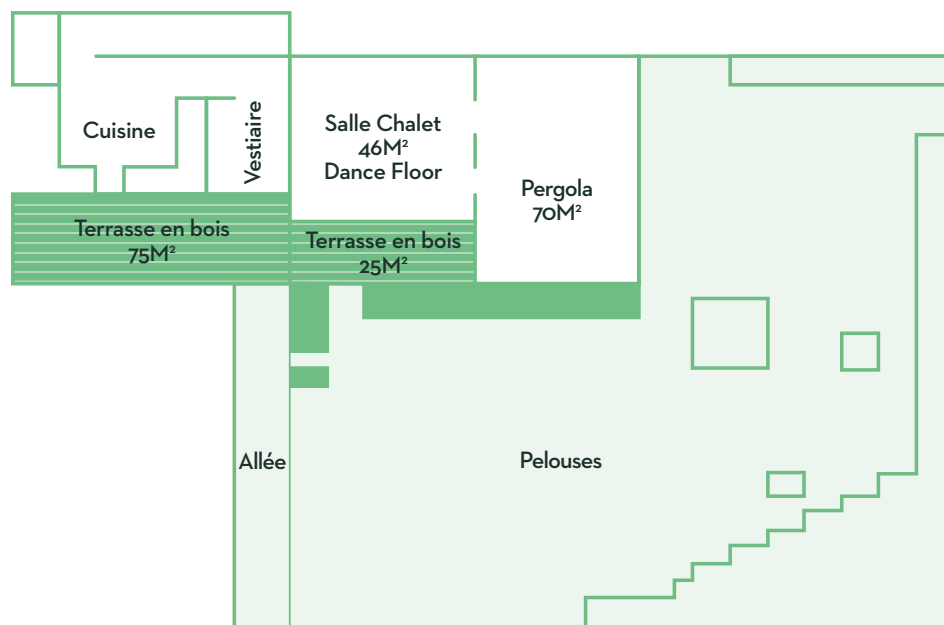 Cuisine
Vestiaire
Salle Chalet
46M²
Dance Floor
Pergola
70M²
Terrasse en bois
75M²
Terrasse en bois
25M²
Allée
Pelouses